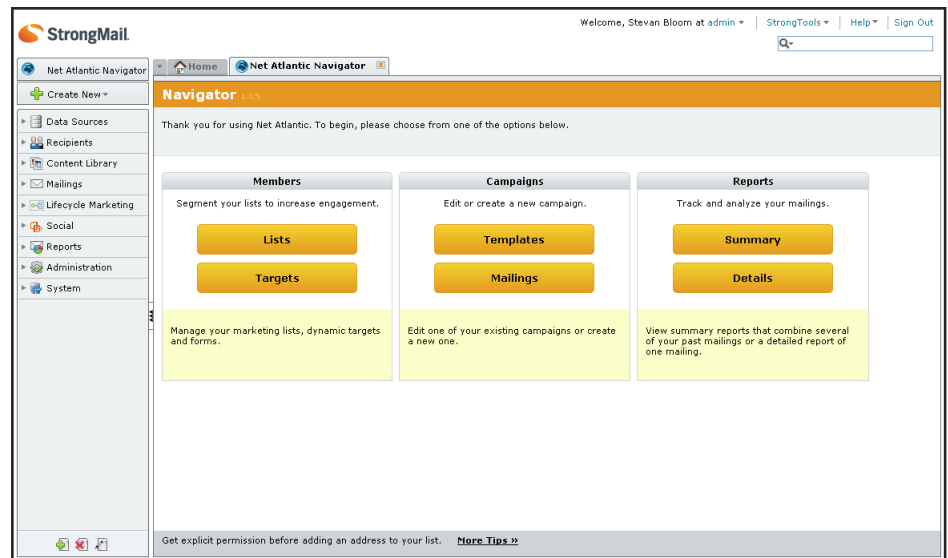 Welcome, Stevan Bloom at admin
StrongTools
Help
Sign Out
StrongMail
Net Atlantic Navigator
Create New
Data Sources
Recipients
Content Library
Mailings
Lifecycle Marketing
Social
Reports
Administration
System
Home
Net Atlantic Navigator
Navigator 1.3.5
Thank you for using Net Atlantic. To begin, please choose from one of the options below.
Members
Segment your lists to increase engagement.
Lists
Targets
Manage your marketing lists, dynamic targets
and forms.
Campaigns
Edit or create a new campaign.
Templates
Mailings
Edit one of your existing campaigns or create
a new one.
Reports
Track and analyze your mailings.
Summary
Details
View summary reports that combine several
of your past mailings or a detailed report of
one mailing.
Get explicit permission before adding an address to your list. More Tips »